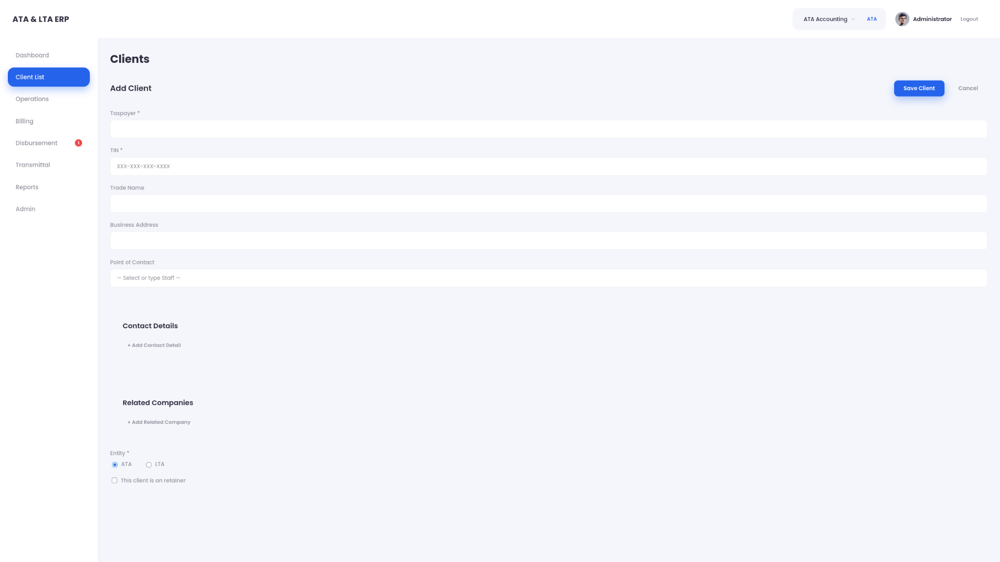 ATA & LTA ERP
ATA Accounting
ATA
Administrator
Logout
Dashboard
Client List
Operations
Billing
Disbursement
1
Transmittal
Reports
Admin
Clients
Add Client
Save Client
Cancel
Taxpayer *
TIN *
XXX-XXX-XXX-XXXX
Trade Name
Business Address
Point of Contact
— Select or type Staff —
Contact Details
+ Add Contact Detail
Related Companies
+ Add Related Company
Entity *
ATA
LTA
This client is on retainer